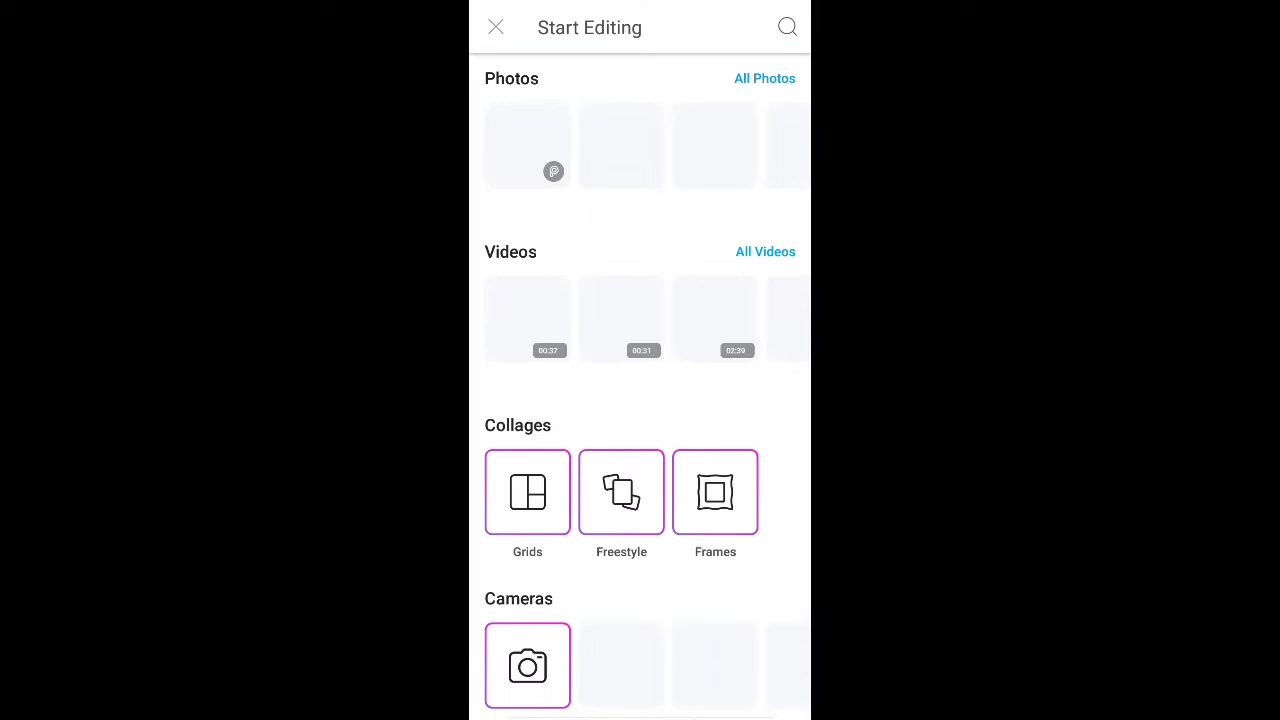 Start Editing
Photos
All Photos
Videos
All Videos
00:37
00:31
02:39
Collages
Grids
Freestyle
Frames
Cameras